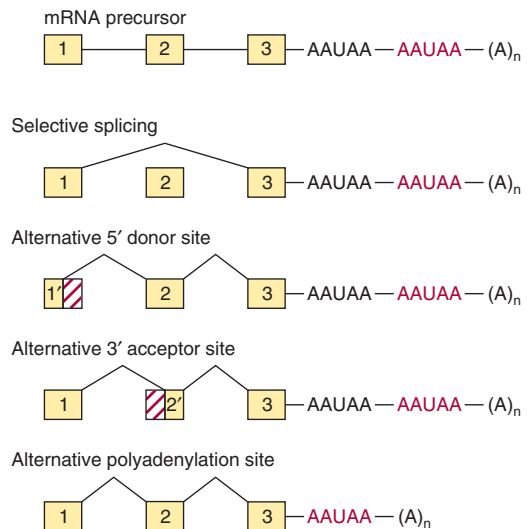 mRNA precursor
1 2 3 — AAUAA — AAUAA — (A)n
Selective splicing
1 2 3 — AAUAA — AAUAA — (A)n
Alternative 5′ donor site
1′ 2 3 — AAUAA — AAUAA — (A)n
Alternative 3′ acceptor site
1 2′ 3 — AAUAA — AAUAA — (A)n
Alternative polyadenylation site
1 2 3 — AAUAA — (A)n